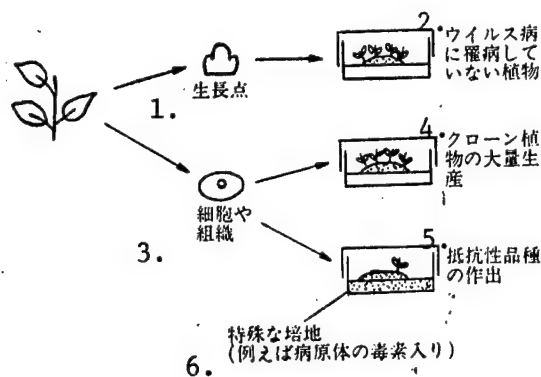 2 ・ウイルス病
に罹病して
いない植物
生長点
1.
4 ・クローン植
物の大量生
産
細胞や
組織
3.
5 ・抵抗性品種
の作出
特殊な培地
(例えば病原体の毒素入り)
6.